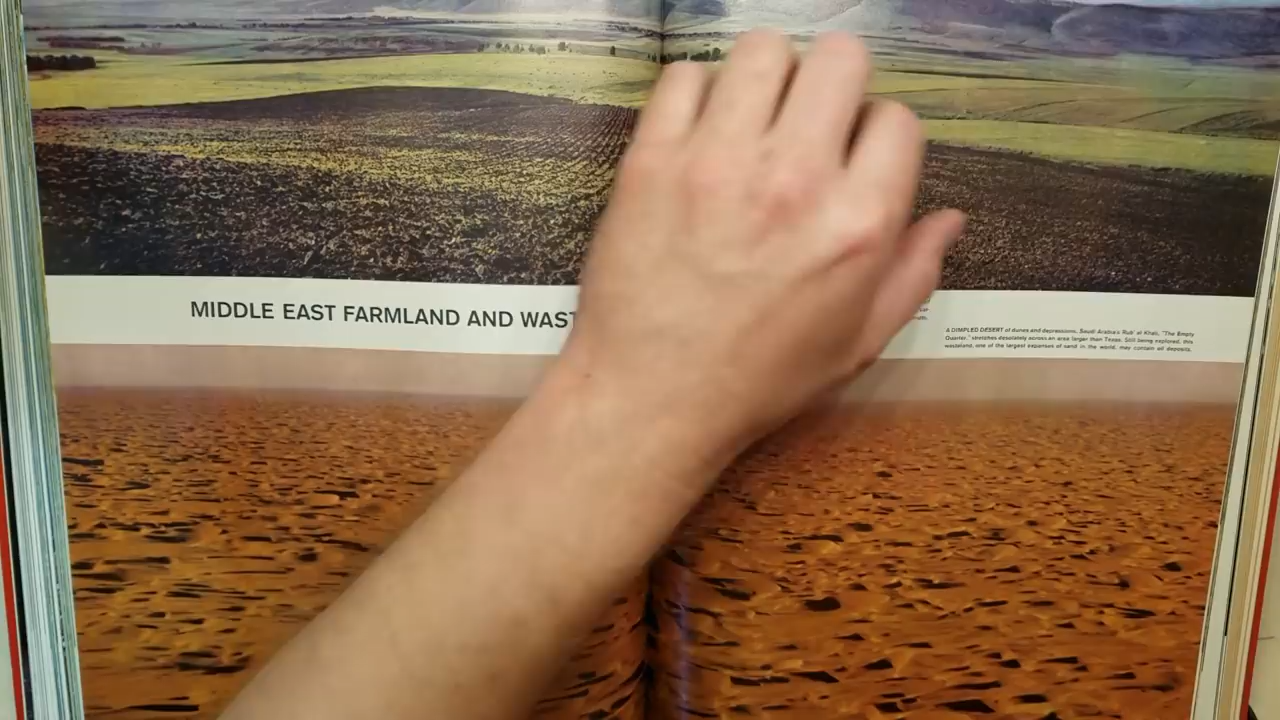 MIDDLE EAST FARMLAND AND WAST
A DIMPLED DESERT of dunes and depressions, Saudi Arabia's Rub' al Khali, "The Empty
Quarter," stretches desolately across an area larger than Texas. Still being explored, this
wasteland, one of the largest expanses of sand in the world, may contain oil deposits.